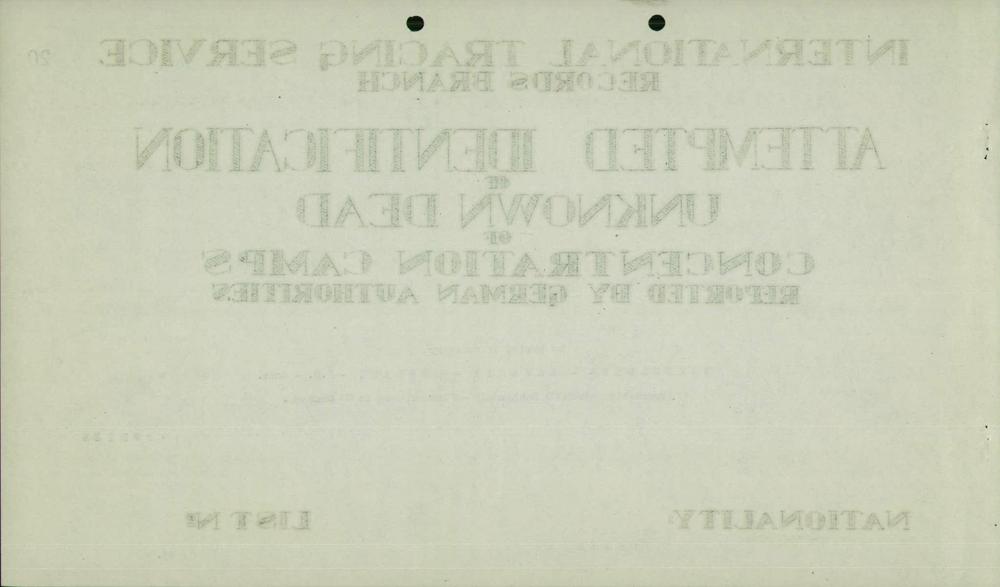 INTERNATIONAL TRACING SERVICE
20
RECORDS BRANCH
ATTEMPTED IDENTIFICATION
OF
UNKNOWN DEAD
OF
CONCENTRATION CAMPS
REPORTED BY GERMAN AUTHORITIES
NATIONALITY: LIST Nº